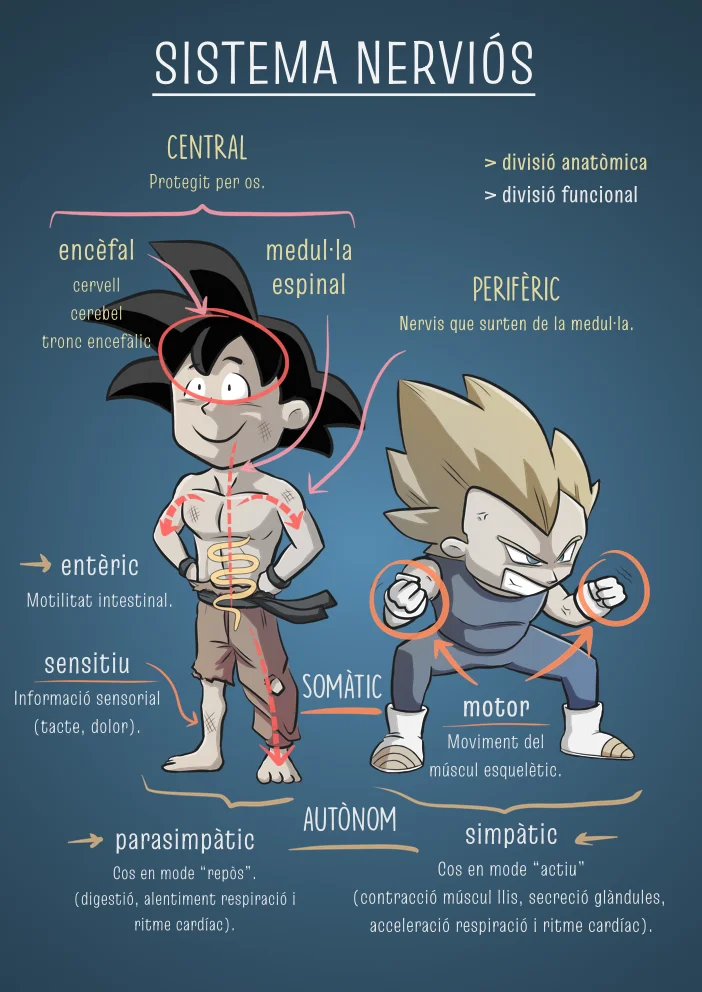 SISTEMA NERVIÓS
CENTRAL
Protegit per os.
> divisió anatòmica
> divisió funcional
encèfal
cervell
cerebel
tronc encefàlic
medul·la
espinal
PERIFÈRIC
Nervis que surten de la medul·la.
entèric
Motilitat intestinal.
sensitiu
Informació sensorial
(tacte, dolor).
SOMÀTIC
motor
Moviment del
múscul esquelètic.
AUTÒNOM
parasimpàtic
Cos en mode “repòs”.
(digestió, alentiment respiració i
ritme cardíac).
simpàtic
Cos en mode “actiu”
(contracció múscul llis, secreció glàndules,
acceleració respiració i ritme cardíac).